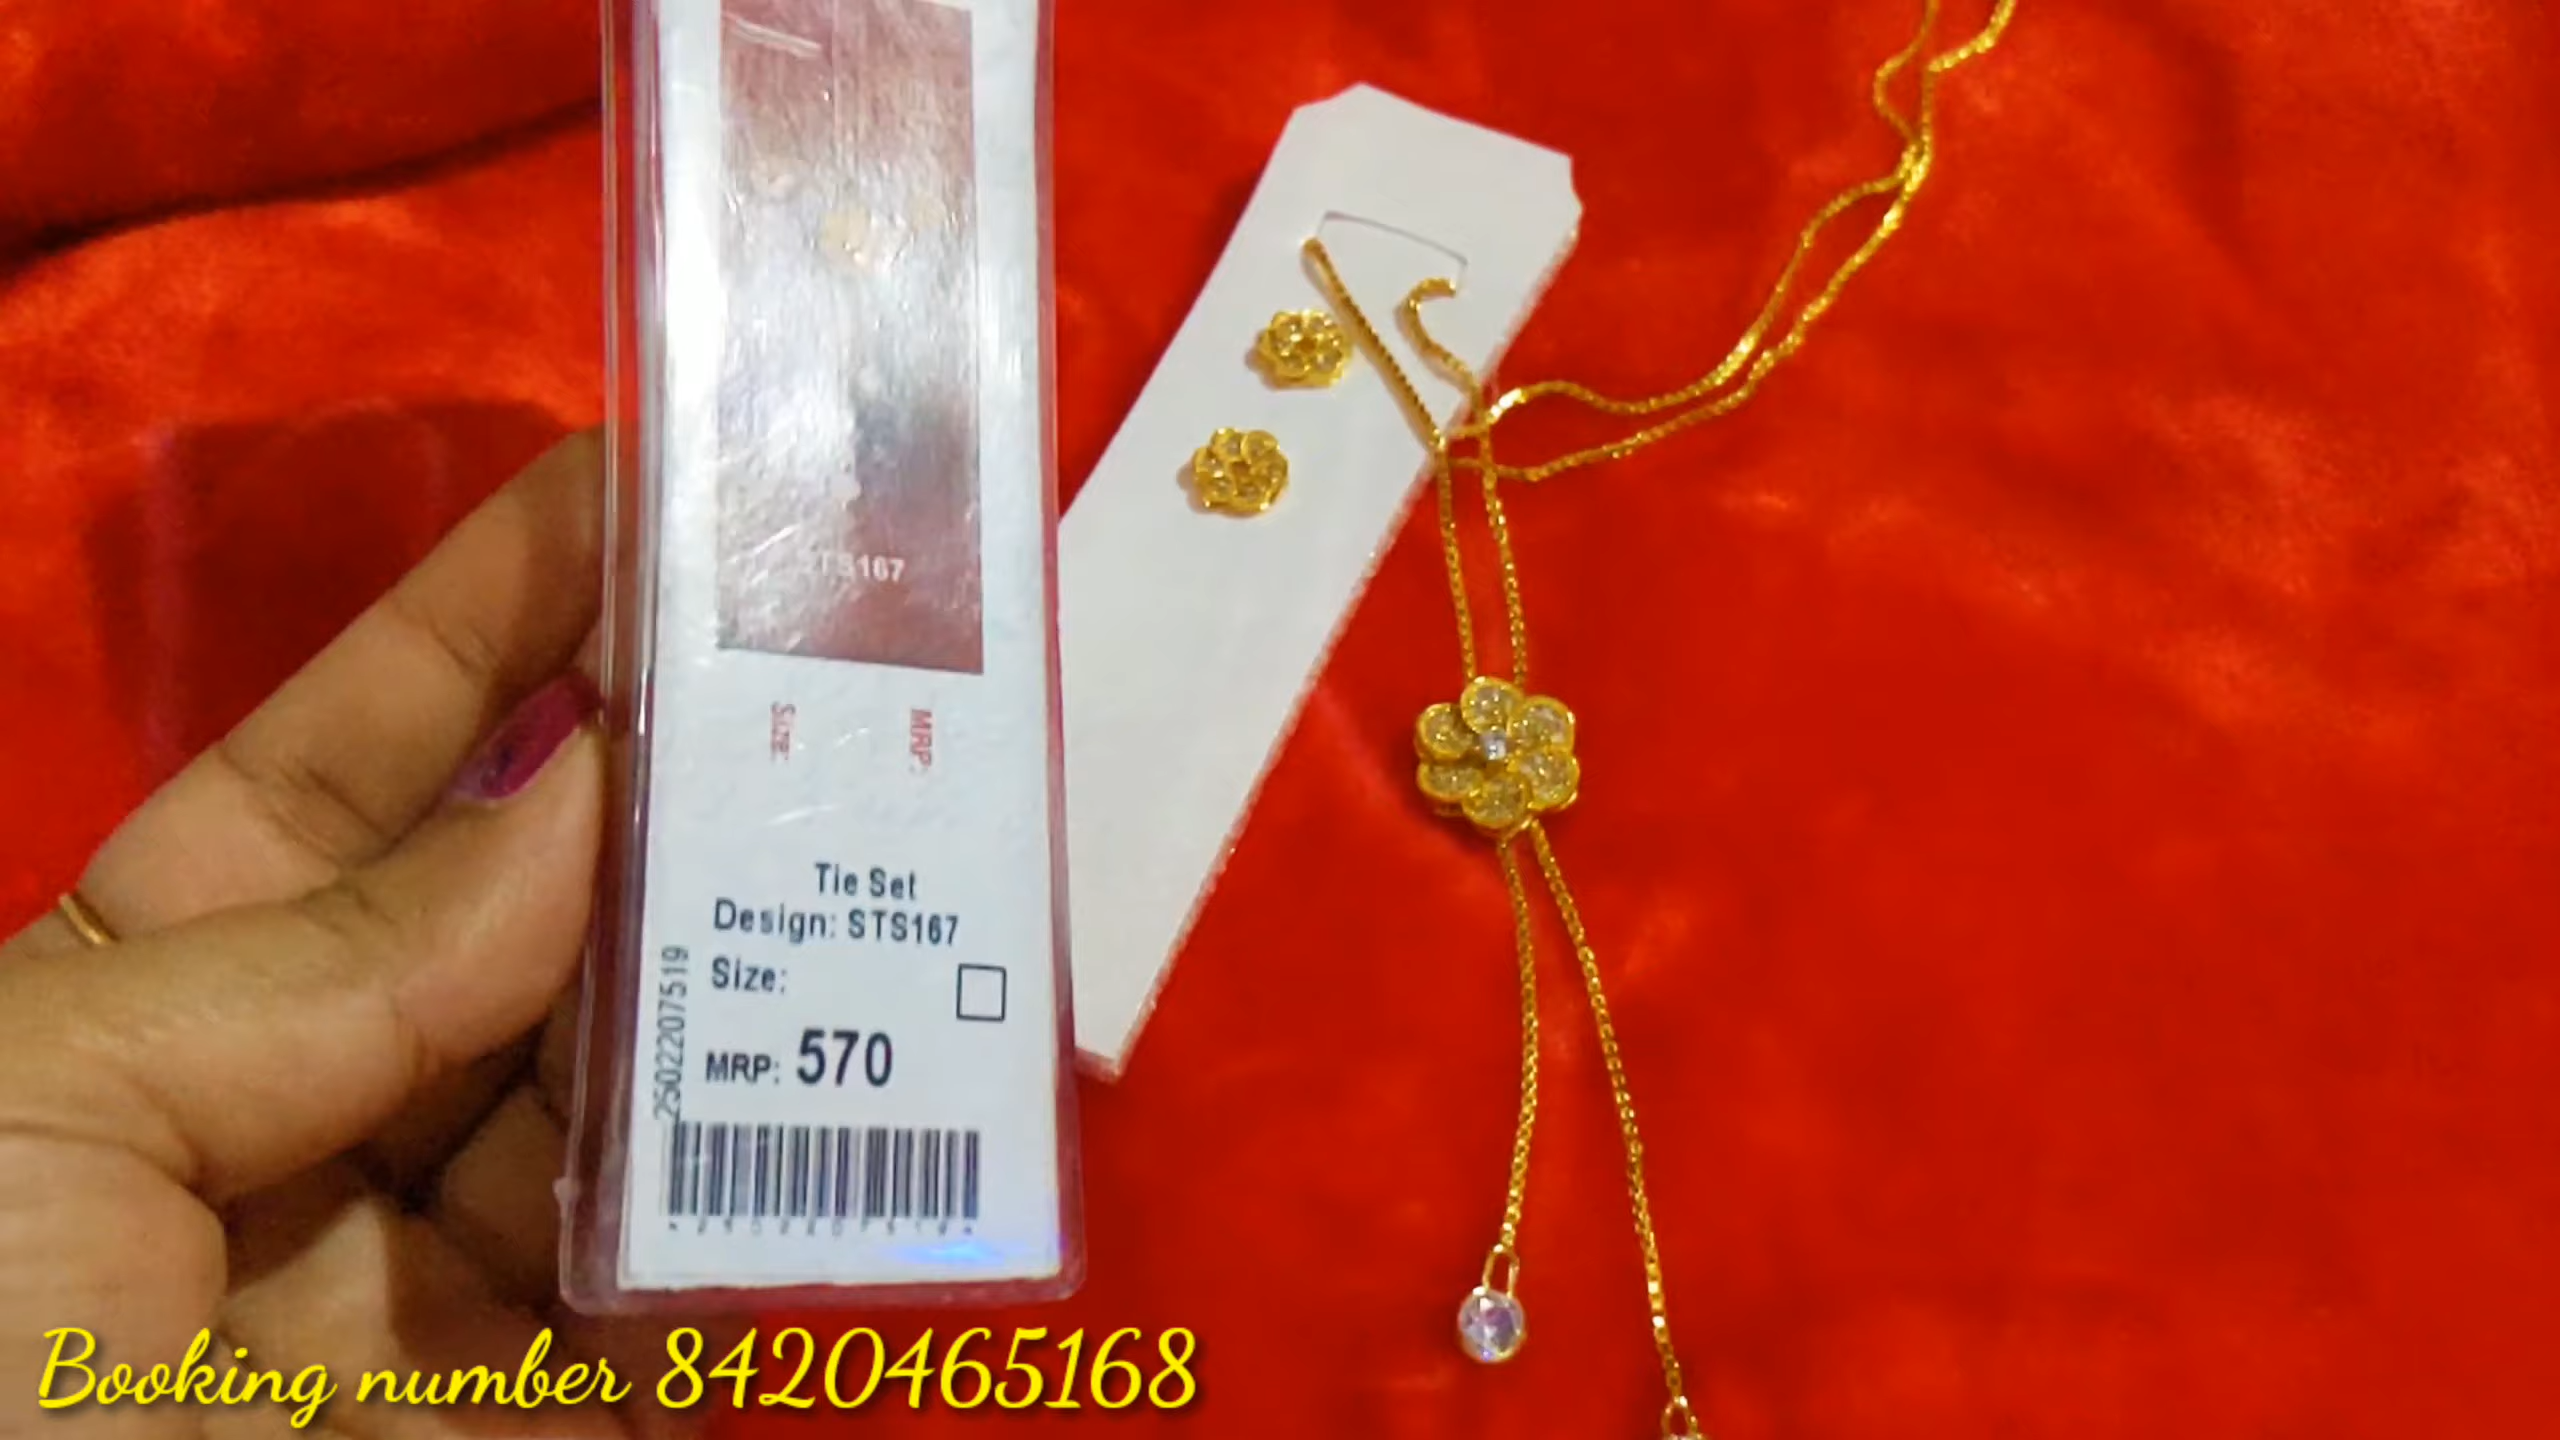 STS167
Size:
MRP:
Tie Set
Design: STS167
Size:
MRP: 570
2502207519
Booking number 8420465168